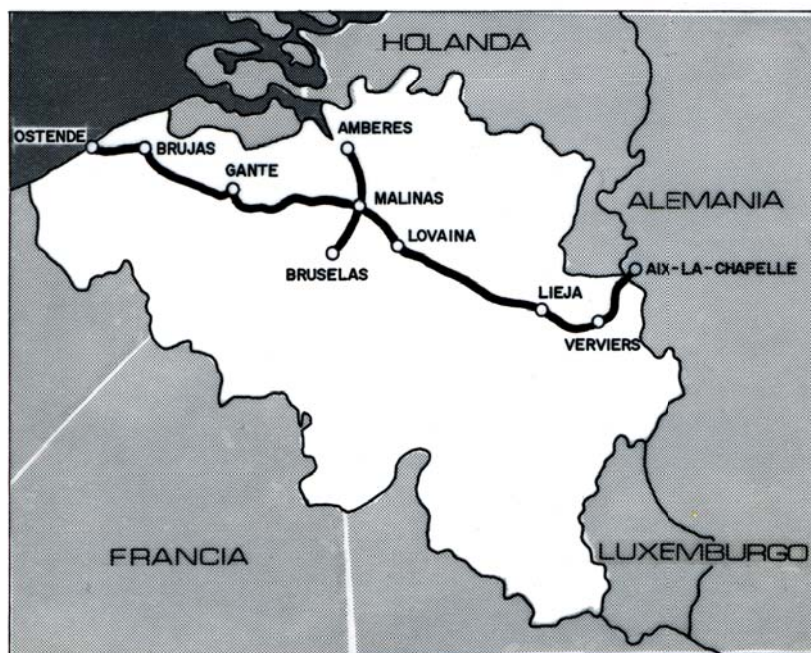 HOLANDA
OSTENDE
BRUJAS
AMBERES
GANTE
MALINAS
ALEMANIA
LOVAINA
BRUSELAS
AIX-LA-CHAPELLE
LIEJA
VERVIERS
FRANCIA
LUXEMBURGO